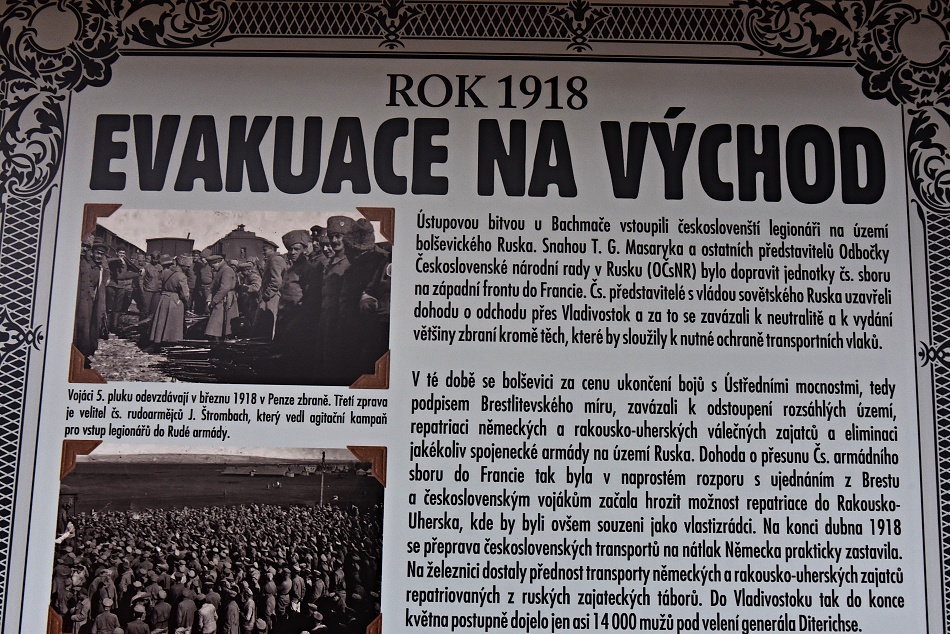 ROK 1918
EVAKUACE NA VÝCHOD
Vojáci 5. pluku odevzdávají v březnu 1918 v Penze zbraně. Třetí zprava
je velitel čs. rudoarmějců J. Štrombach, který vedl agitační kampaň
pro vstup legionářů do Rudé armády.
Ústupovou bitvou u Bachmače vstoupili českoslovenští legionáři na území
bolševického Ruska. Snahou T. G. Masaryka a ostatních představitelů Odbočky
Československé národní rady v Rusku (OČsNR) bylo dopravit jednotky čs. sboru
na západní frontu do Francie. Čs. představitelé s vládou sovětského Ruska uzavřeli
dohodu o odchodu přes Vladivostok a za to se zavázali k neutralitě a k vydání
většiny zbraní kromě těch, které by sloužily k nutné ochraně transportních vlaků.
V té době se bolševici za cenu ukončení bojů s Ústředními mocnostmi, tedy
podpisem Brestlitevského míru, zavázali k odstoupení rozsáhlých území,
repatriaci německých a rakousko-uherských válečných zajatců a eliminaci
jakékoliv spojenecké armády na území Ruska. Dohoda o přesunu Čs. armádního
sboru do Francie tak byla v naprostém rozporu s ujednáním z Brestu
a československým vojákům začala hrozit možnost repatriace do Rakousko-
Uherska, kde by byli ovšem souzeni jako vlastizrádci. Na konci dubna 1918
se přeprava československých transportů na nátlak Německa prakticky zastavila.
Na železnici dostaly přednost transporty německých a rakousko-uherských zajatců
repatriovaných z ruských zajateckých táborů. Do Vladivostoku tak do konce
května postupně dojelo jen asi 14 000 mužů pod velení generála Diterichse.